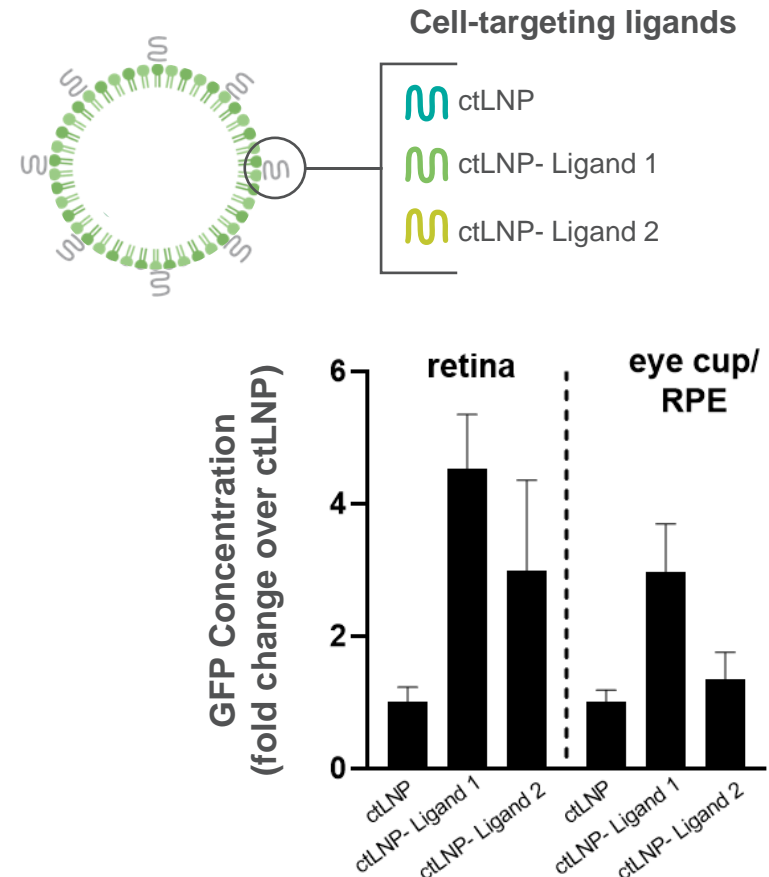 Cell-targeting ligands
ctLNP
ctLNP- Ligand 1
ctLNP- Ligand 2
GFP Concentration
(fold change over ctLNP)
6
4
2
0
retina
eye cup/
RPE
ctLNP
ctLNP- Ligand 1
ctLNP- Ligand 2
ctLNP
ctLNP- Ligand 1
ctLNP- Ligand 2